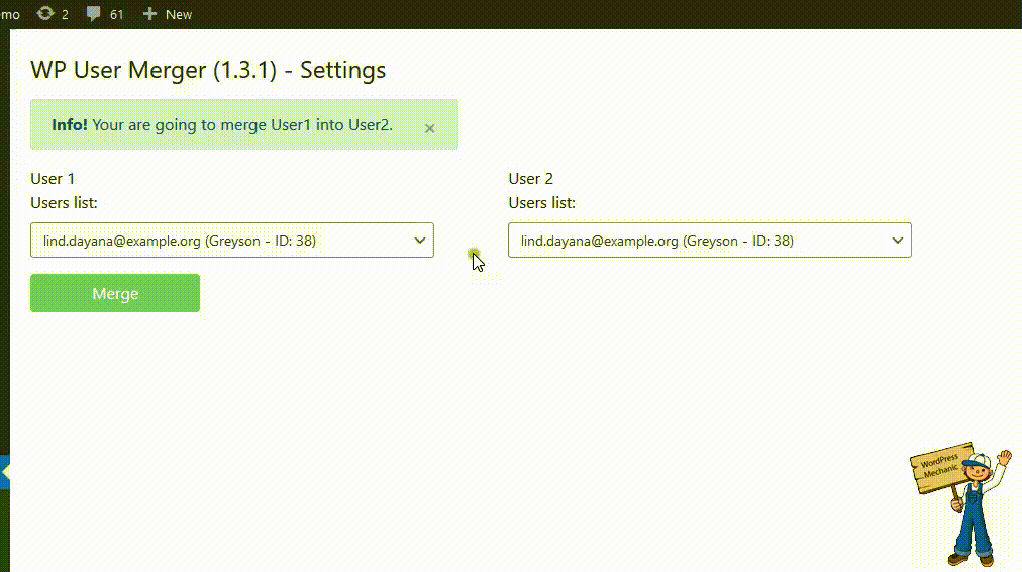 emo 2 61 New
WP User Merger (1.3.1) - Settings
Info! Your are going to merge User1 into User2. ×
User 1
Users list:
lind.dayana@example.org (Greyson - ID: 38)
User 2
Users list:
lind.dayana@example.org (Greyson - ID: 38)
Merge
WordPress
Mechanic